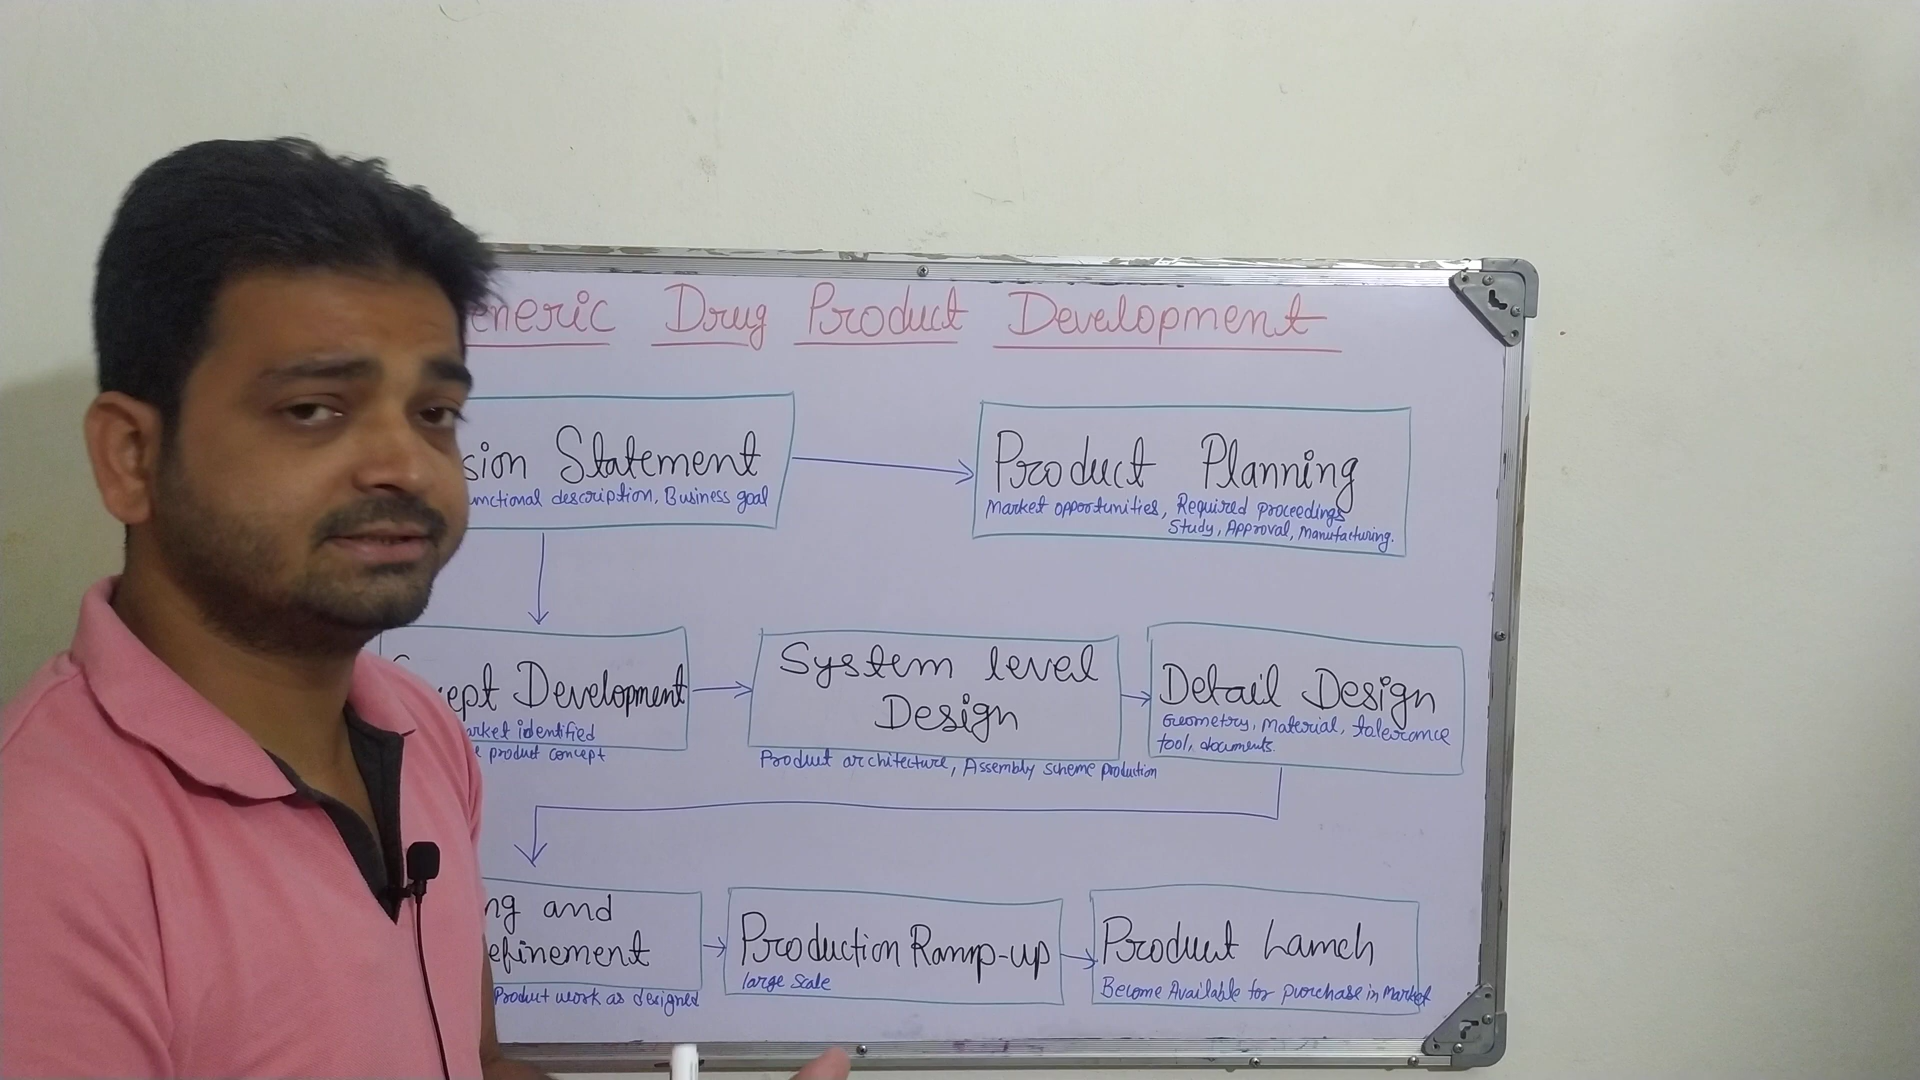 eneric Drug Product Development
sion Statement
unctional description, Business goal
Product Planning
Market opportunities, Required proceedings
Study, Approval, Manufacturing.
ept Development
arket identified
e product concept
System level
Design
Product architecture, Assembly scheme production
Detail Design
Geometry, Material, talerance
tool, documents.
ng and
efinement
Product work as designed
Production Ramp-up
large scale
Product Lanch
Become Available for purchase in Market